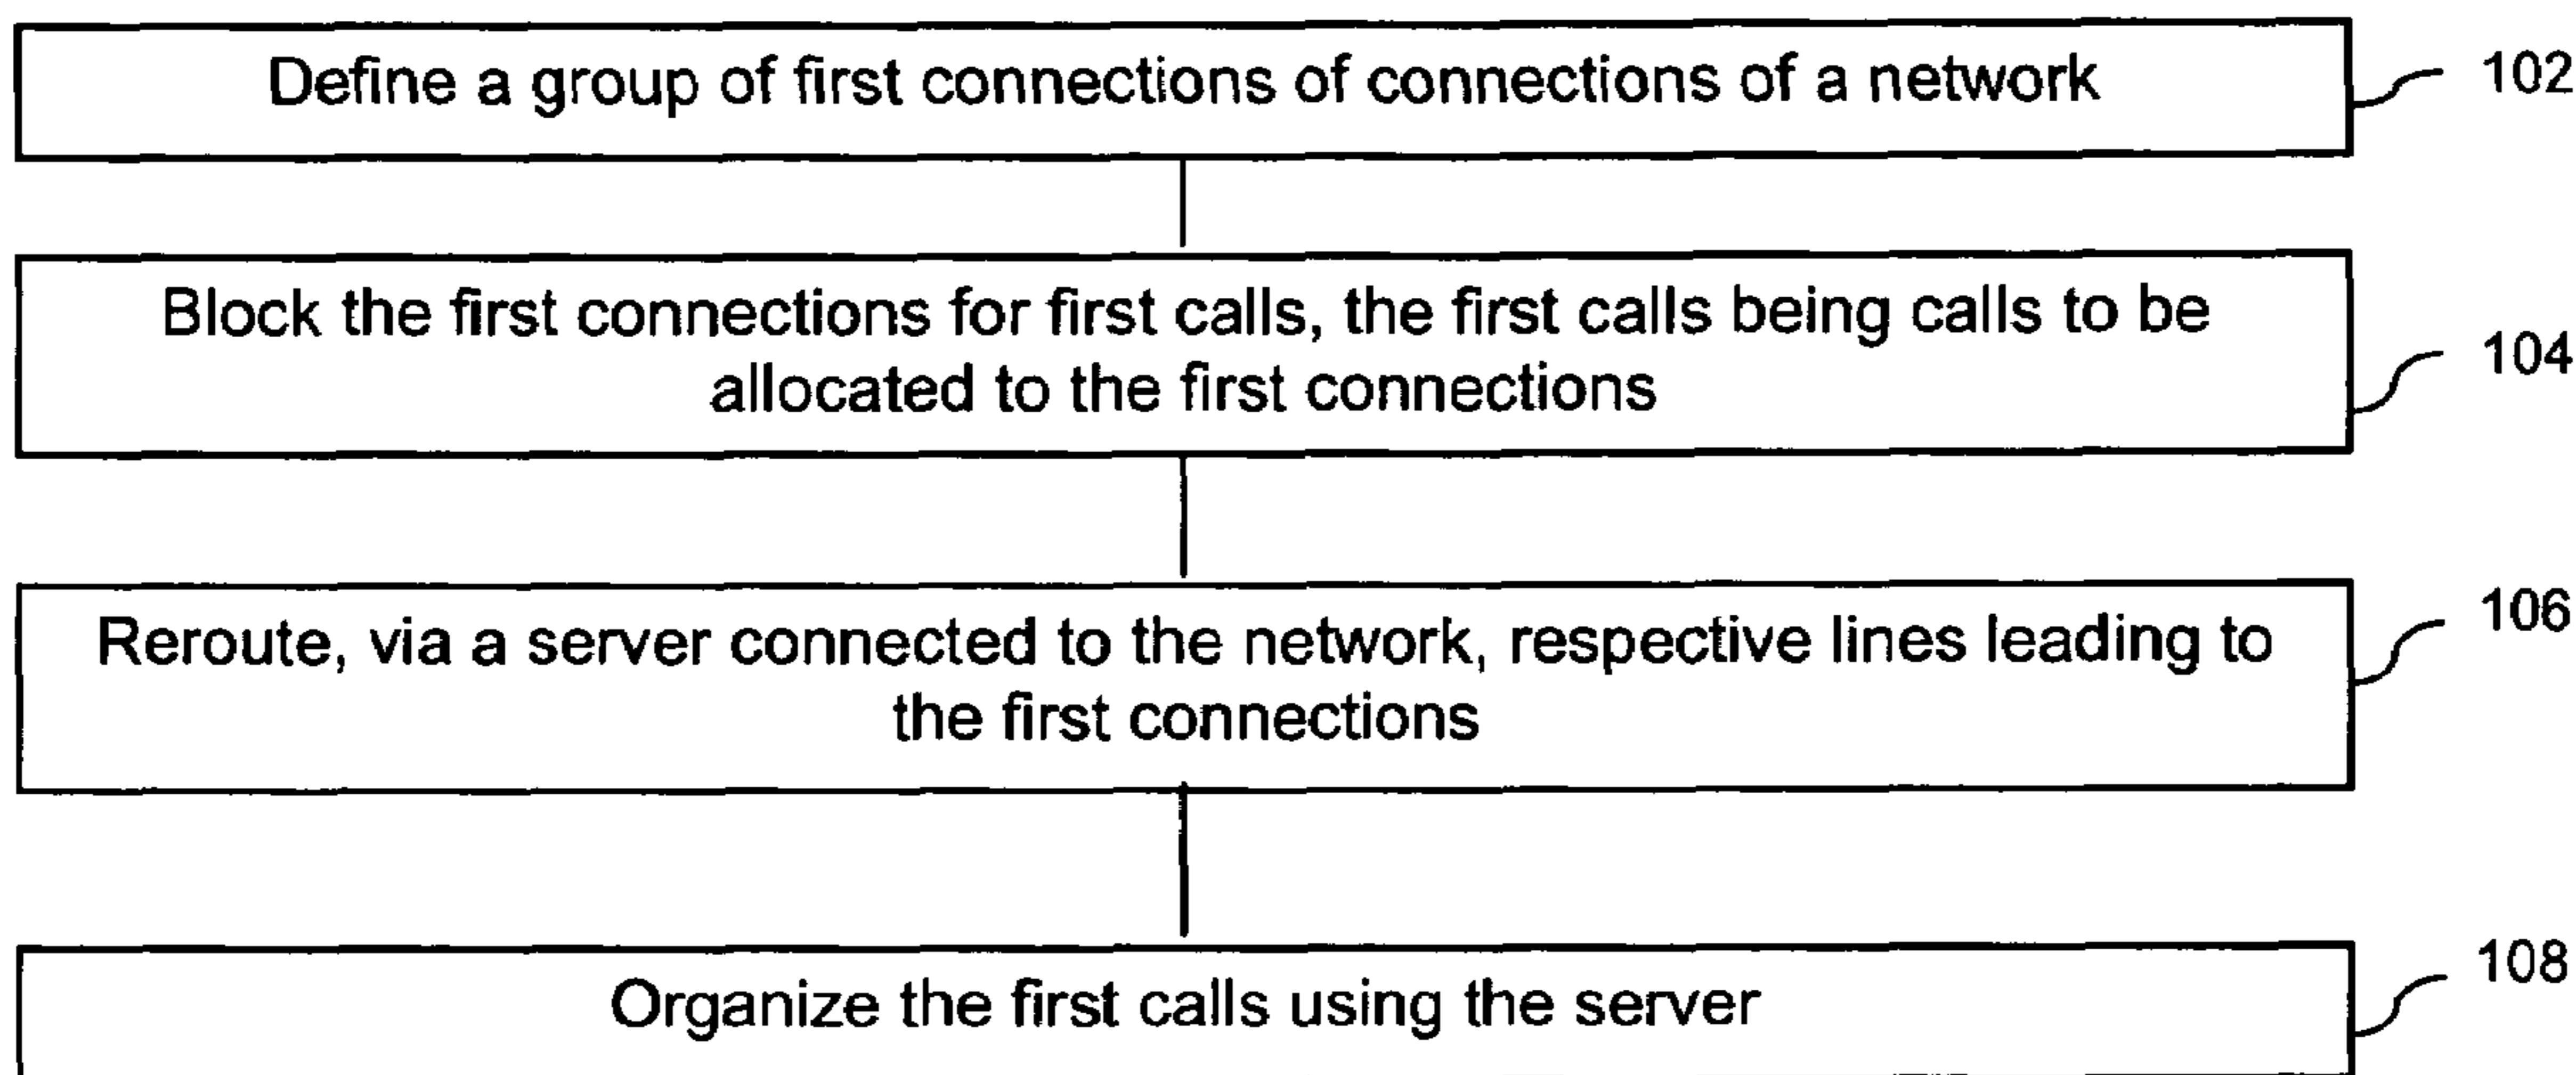 Define a group of first connections of connections of a network
102
Block the first connections for first calls, the first calls being calls to be
allocated to the first connections
104
Reroute, via a server connected to the network, respective lines leading to
the first connections
106
Organize the first calls using the server
108